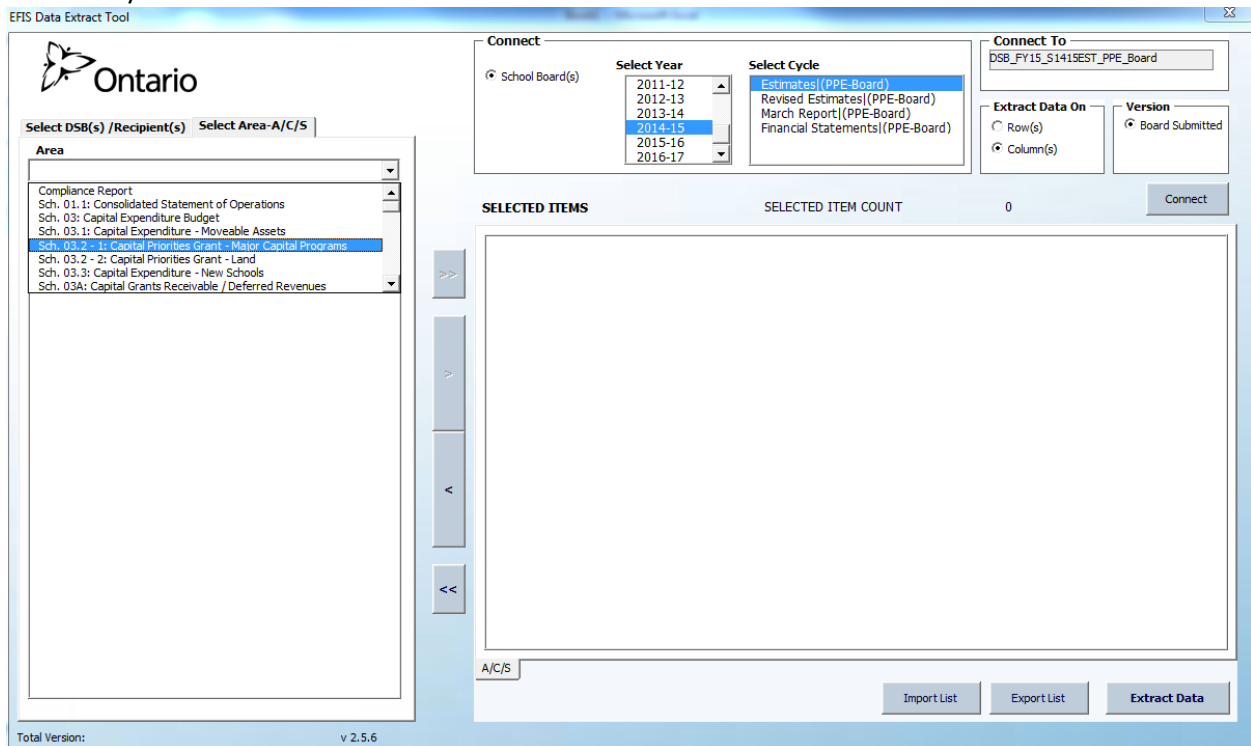 EFIS Data Extract Tool
Ontario
Select DSB(s) /Recipient(s)
Select Area-A/C/S
Area
Compliance Report
Sch. 01.1: Consolidated Statement of Operations
Sch. 03: Capital Expenditure Budget
Sch. 03.1: Capital Expenditure - Moveable Assets
Sch. 03.2 - 1: Capital Priorities Grant - Major Capital Programs
Sch. 03.2 - 2: Capital Priorities Grant - Land
Sch. 03.3: Capital Expenditure - New Schools
Sch. 03A: Capital Grants Receivable / Deferred Revenues
Connect
School Board(s)
Select Year
2011-12
2012-13
2013-14
2014-15
2015-16
2016-17
Select Cycle
Estimates|(PPE-Board)
Revised Estimates|(PPE-Board)
March Report|(PPE-Board)
Financial Statements|(PPE-Board)
Connect To
DSB_FY15_S1415EST_PPE_Board
Extract Data On
Row(s)
Column(s)
Version
Board Submitted
SELECTED ITEMS
SELECTED ITEM COUNT
0
Connect
>>
>
<
<<
A/C/S
Import List
Export List
Extract Data
Total Version:
v 2.5.6